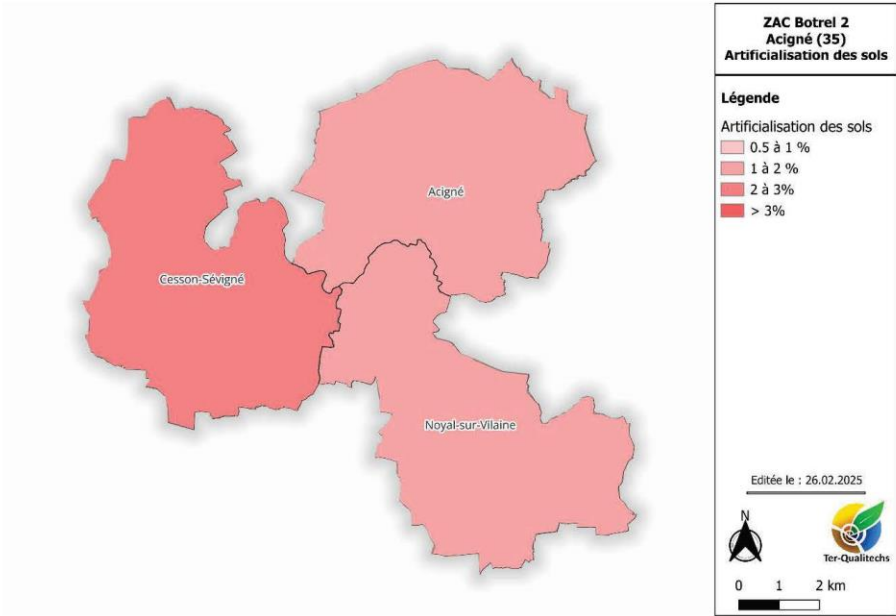 ZAC Botrel 2
Acigné (35)
Artificialisation des sols
Légende
Artificialisation des sols
0.5 à 1 %
1 à 2 %
2 à 3%
> 3%
Acigné
Cesson-Sévigné
Noyal-sur-Vilaine
Editée le : 26.02.2025
N
Ter-Qualitechs
0 1 2 km